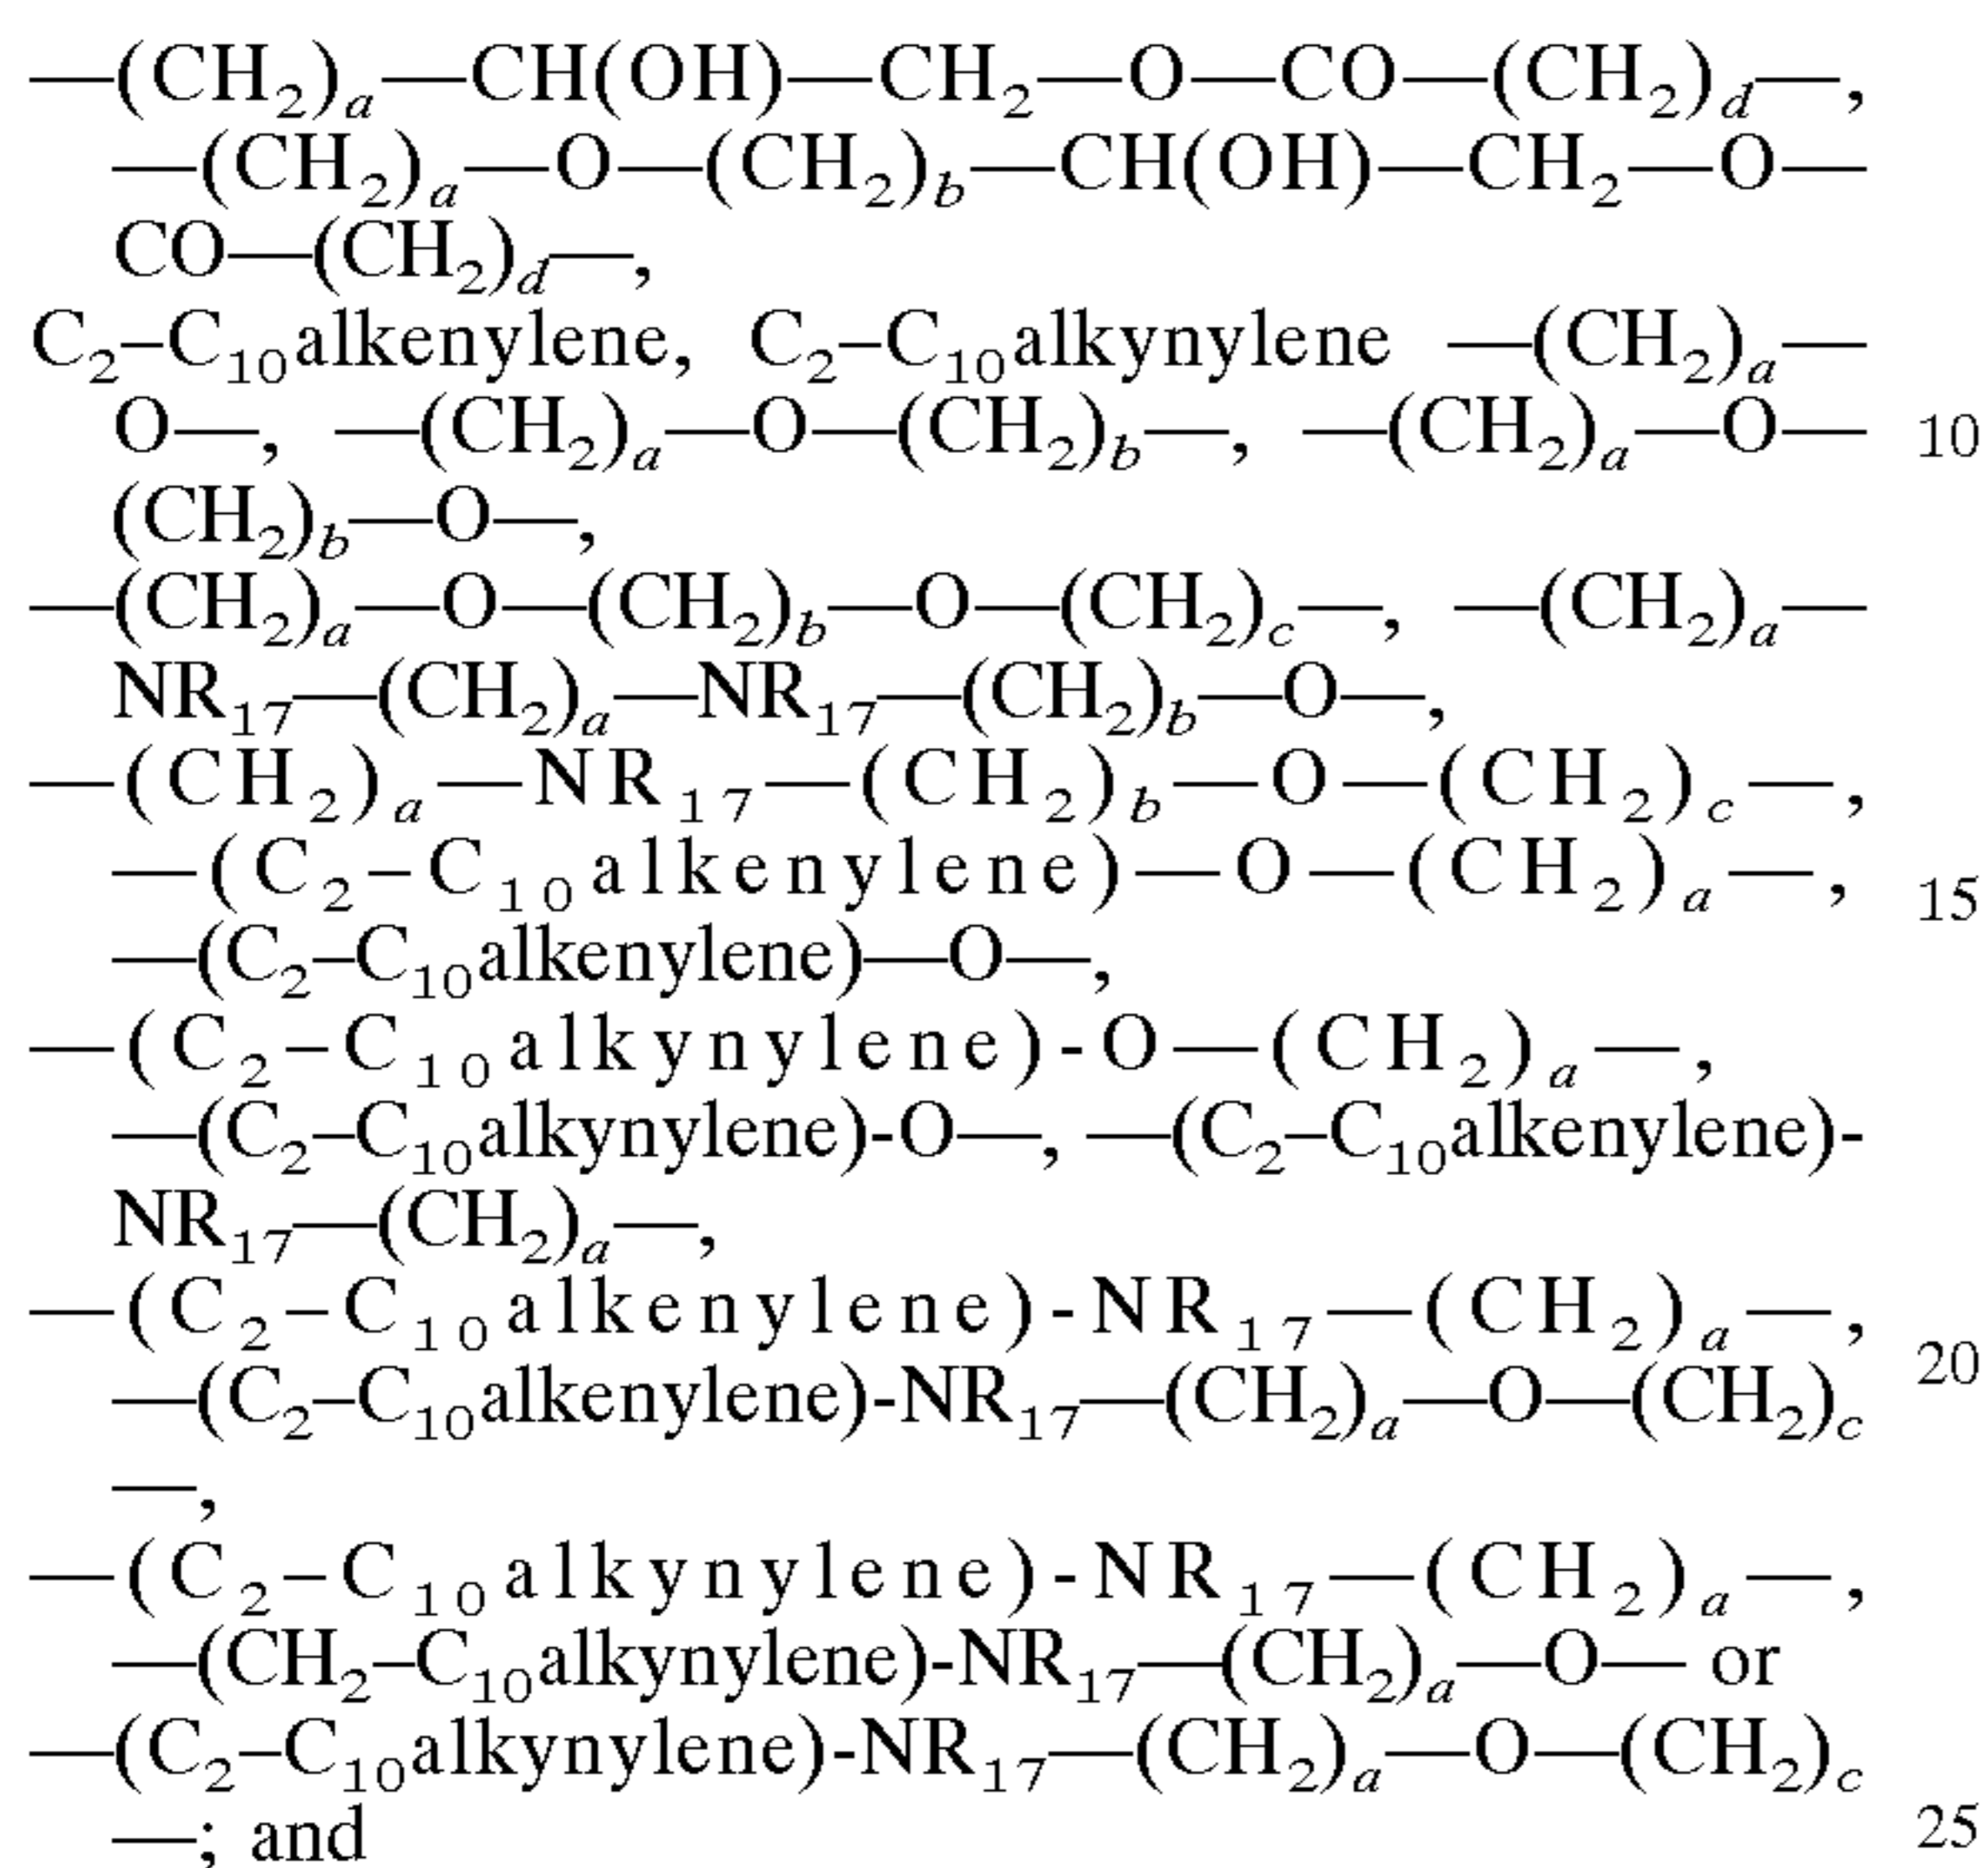 —(CH₂)ₐ—CH(OH)—CH₂—O—CO—(CH₂)d—,
—(CH₂)ₐ—O—(CH₂)b—CH(OH)—CH₂—O—
CO—(CH₂)d—,
C₂–C₁₀alkenylene, C₂–C₁₀alkynylene —(CH₂)ₐ—
O—, —(CH₂)ₐ—O—(CH₂)b—, —(CH₂)ₐ—O— 10
(CH₂)b—O—,
—(CH₂)ₐ—O—(CH₂)b—O—(CH₂)c—, —(CH₂)ₐ—
NR₁₇—(CH₂)ₐ—NR₁₇—(CH₂)b—O—,
—(CH₂)ₐ—NR₁₇—(CH₂)b—O—(CH₂)c—,
—(C₂–C₁₀alkenylene)—O—(CH₂)ₐ—, 15
—(C₂–C₁₀alkenylene)—O—,
—(C₂–C₁₀alkynylene)-O—(CH₂)ₐ—,
—(C₂–C₁₀alkynylene)-O—, —(C₂–C₁₀alkenylene)-
NR₁₇—(CH₂)ₐ—,
—(C₂–C₁₀alkenylene)-NR₁₇—(CH₂)ₐ—, 20
—(C₂–C₁₀alkenylene)-NR₁₇—(CH₂)ₐ—O—(CH₂)c
—,
—(C₂–C₁₀alkynylene)-NR₁₇—(CH₂)ₐ—,
—(CH₂–C₁₀alkynylene)-NR₁₇—(CH₂)ₐ—O— or
—(C₂–C₁₀alkynylene)-NR₁₇—(CH₂)ₐ—O—(CH₂)c
—; and 25